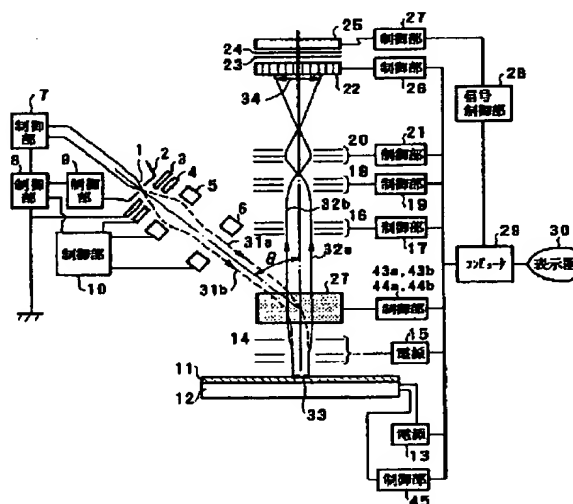 25
27
24
23
制御部
28
22
制御部
34
26
信号
制御部
7
制御部
1
2
3
4
5
20
21
制御部
8
9
制御部
制御部
18
制御部
19
6
32b
16
制御部
17
31a
θ
32a
29
30
コンピュータ
表示器
10
制御部
31b
27
43a, 43b
44a, 44b
制御部
14
15
電源
11
12
33
電源
13
制御部
45